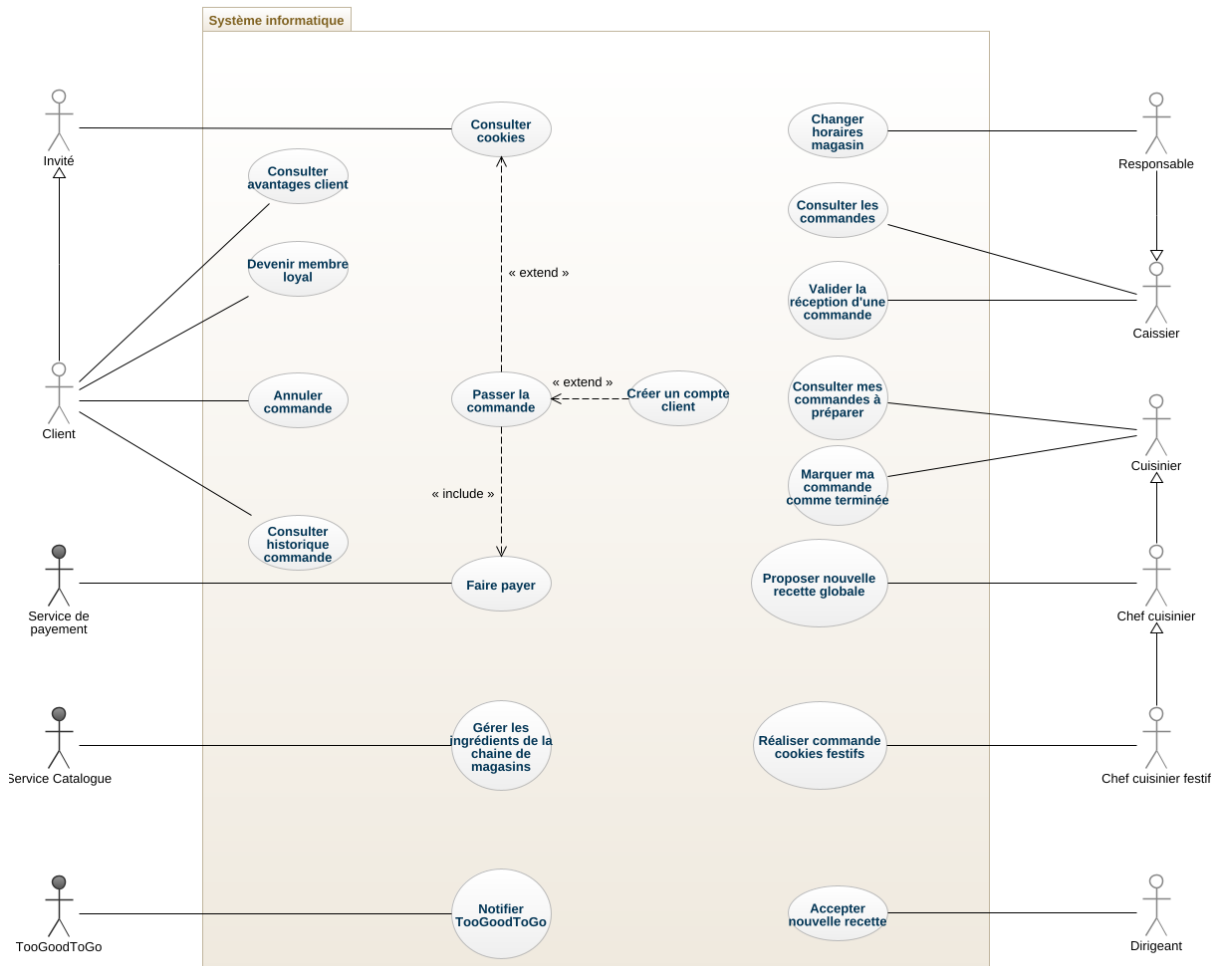 Système informatique
Invité
Consulter
cookies
Changer
horaires
magasin
Responsable
Consulter
avantages client
Consulter les
commandes
Devenir membre
loyal
« extend »
Valider la
réception d'une
commande
Caissier
Client
Annuler
commande
Passer la
commande
« extend »
Créer un compte
client
Consulter mes
commandes à
préparer
Cuisinier
« include »
Marquer ma
commande
comme terminée
Consulter
historique
commande
Service de
payement
Faire payer
Proposer nouvelle
recette globale
Chef cuisinier
Service Catalogue
Gérer les
ingrédients de la
chaine de
magasins
Réaliser commande
cookies festifs
Chef cuisinier festif
TooGoodToGo
Notifier
TooGoodToGo
Accepter
nouvelle recette
Dirigeant